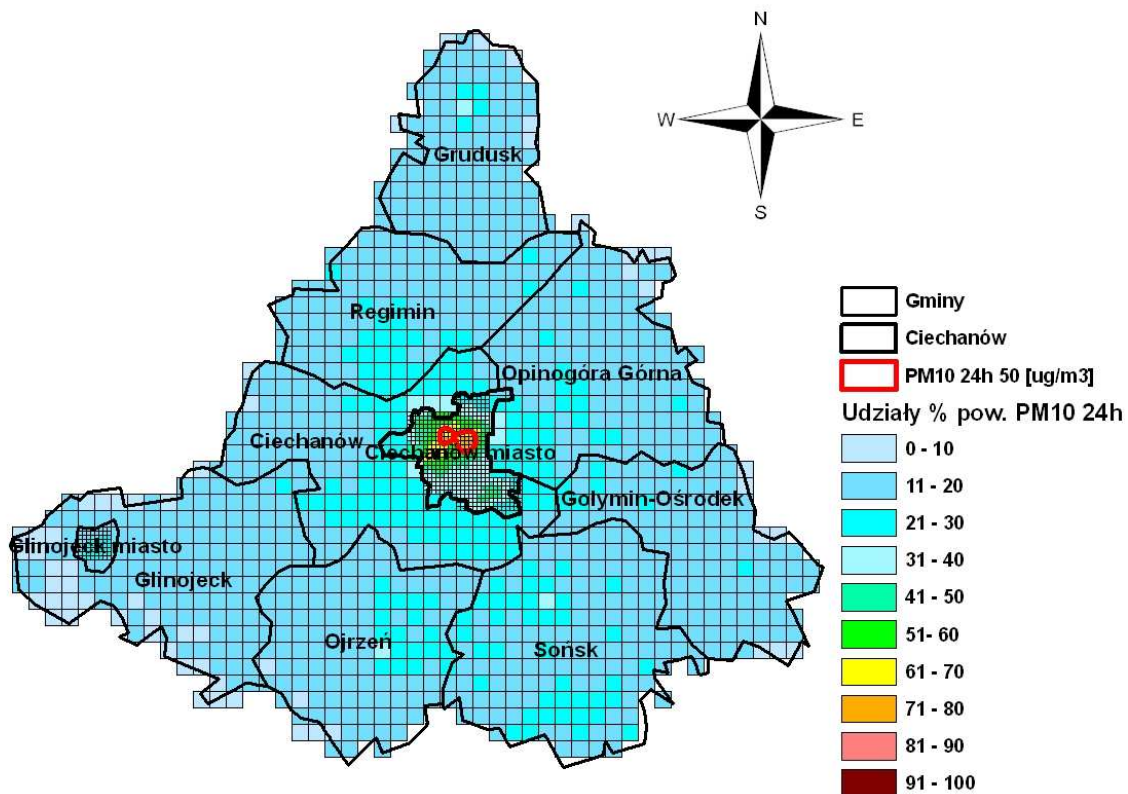 N
W
E
S
Grudusk
Regimin
Opinogóra Górna
Ciechanów
Ciechanów miasto
Gołymin-Ośrodek
Glinojeck miasto
Glinojeck
Ojrzeń
Sońsk
Gminy
Ciechanów
PM10 24h 50 [ug/m3]
Udziały % pow. PM10 24h
0 - 10
11 - 20
21 - 30
31 - 40
41 - 50
51- 60
61 - 70
71 - 80
81 - 90
91 - 100